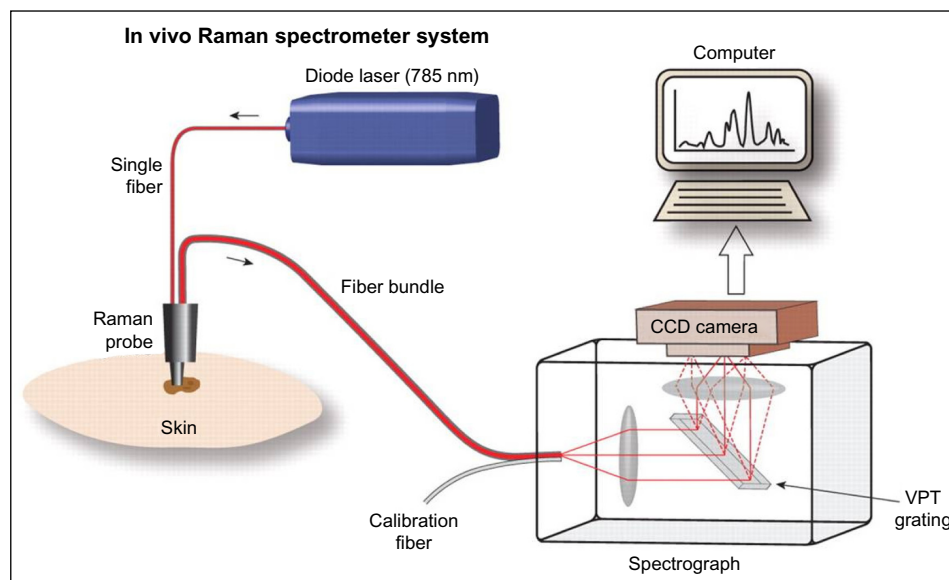 In vivo Raman spectrometer system
Computer
Diode laser (785 nm)
Single
fiber
Fiber bundle
Raman
probe
CCD camera
Skin
Calibration
fiber
VPT
grating
Spectrograph